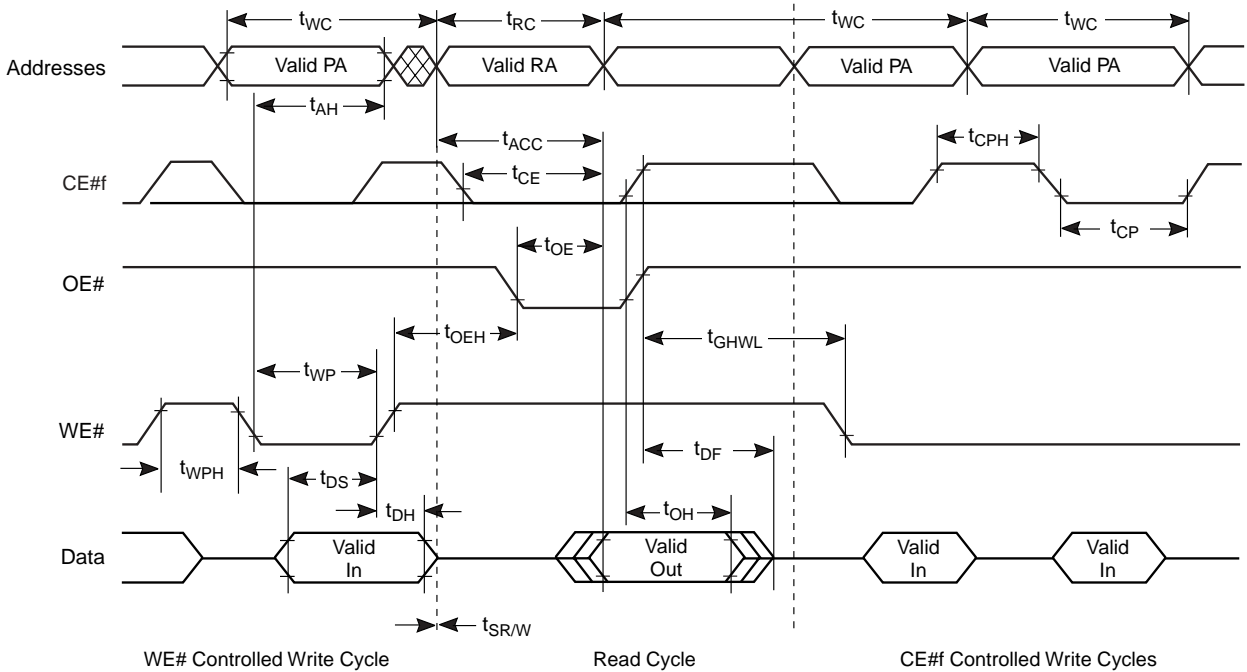 tWC tRC tWC tWC
Addresses Valid PA Valid RA Valid PA Valid PA
tAH
tACC
tCPH
CE#f tCE
tCP
tOE
OE#
tOEH tGHWL
tWP
WE#
tDF
tWPH tDS
tDH tOH
Data Valid In Valid Out Valid In Valid In
tSR/W
WE# Controlled Write Cycle Read Cycle CE#f Controlled Write Cycles